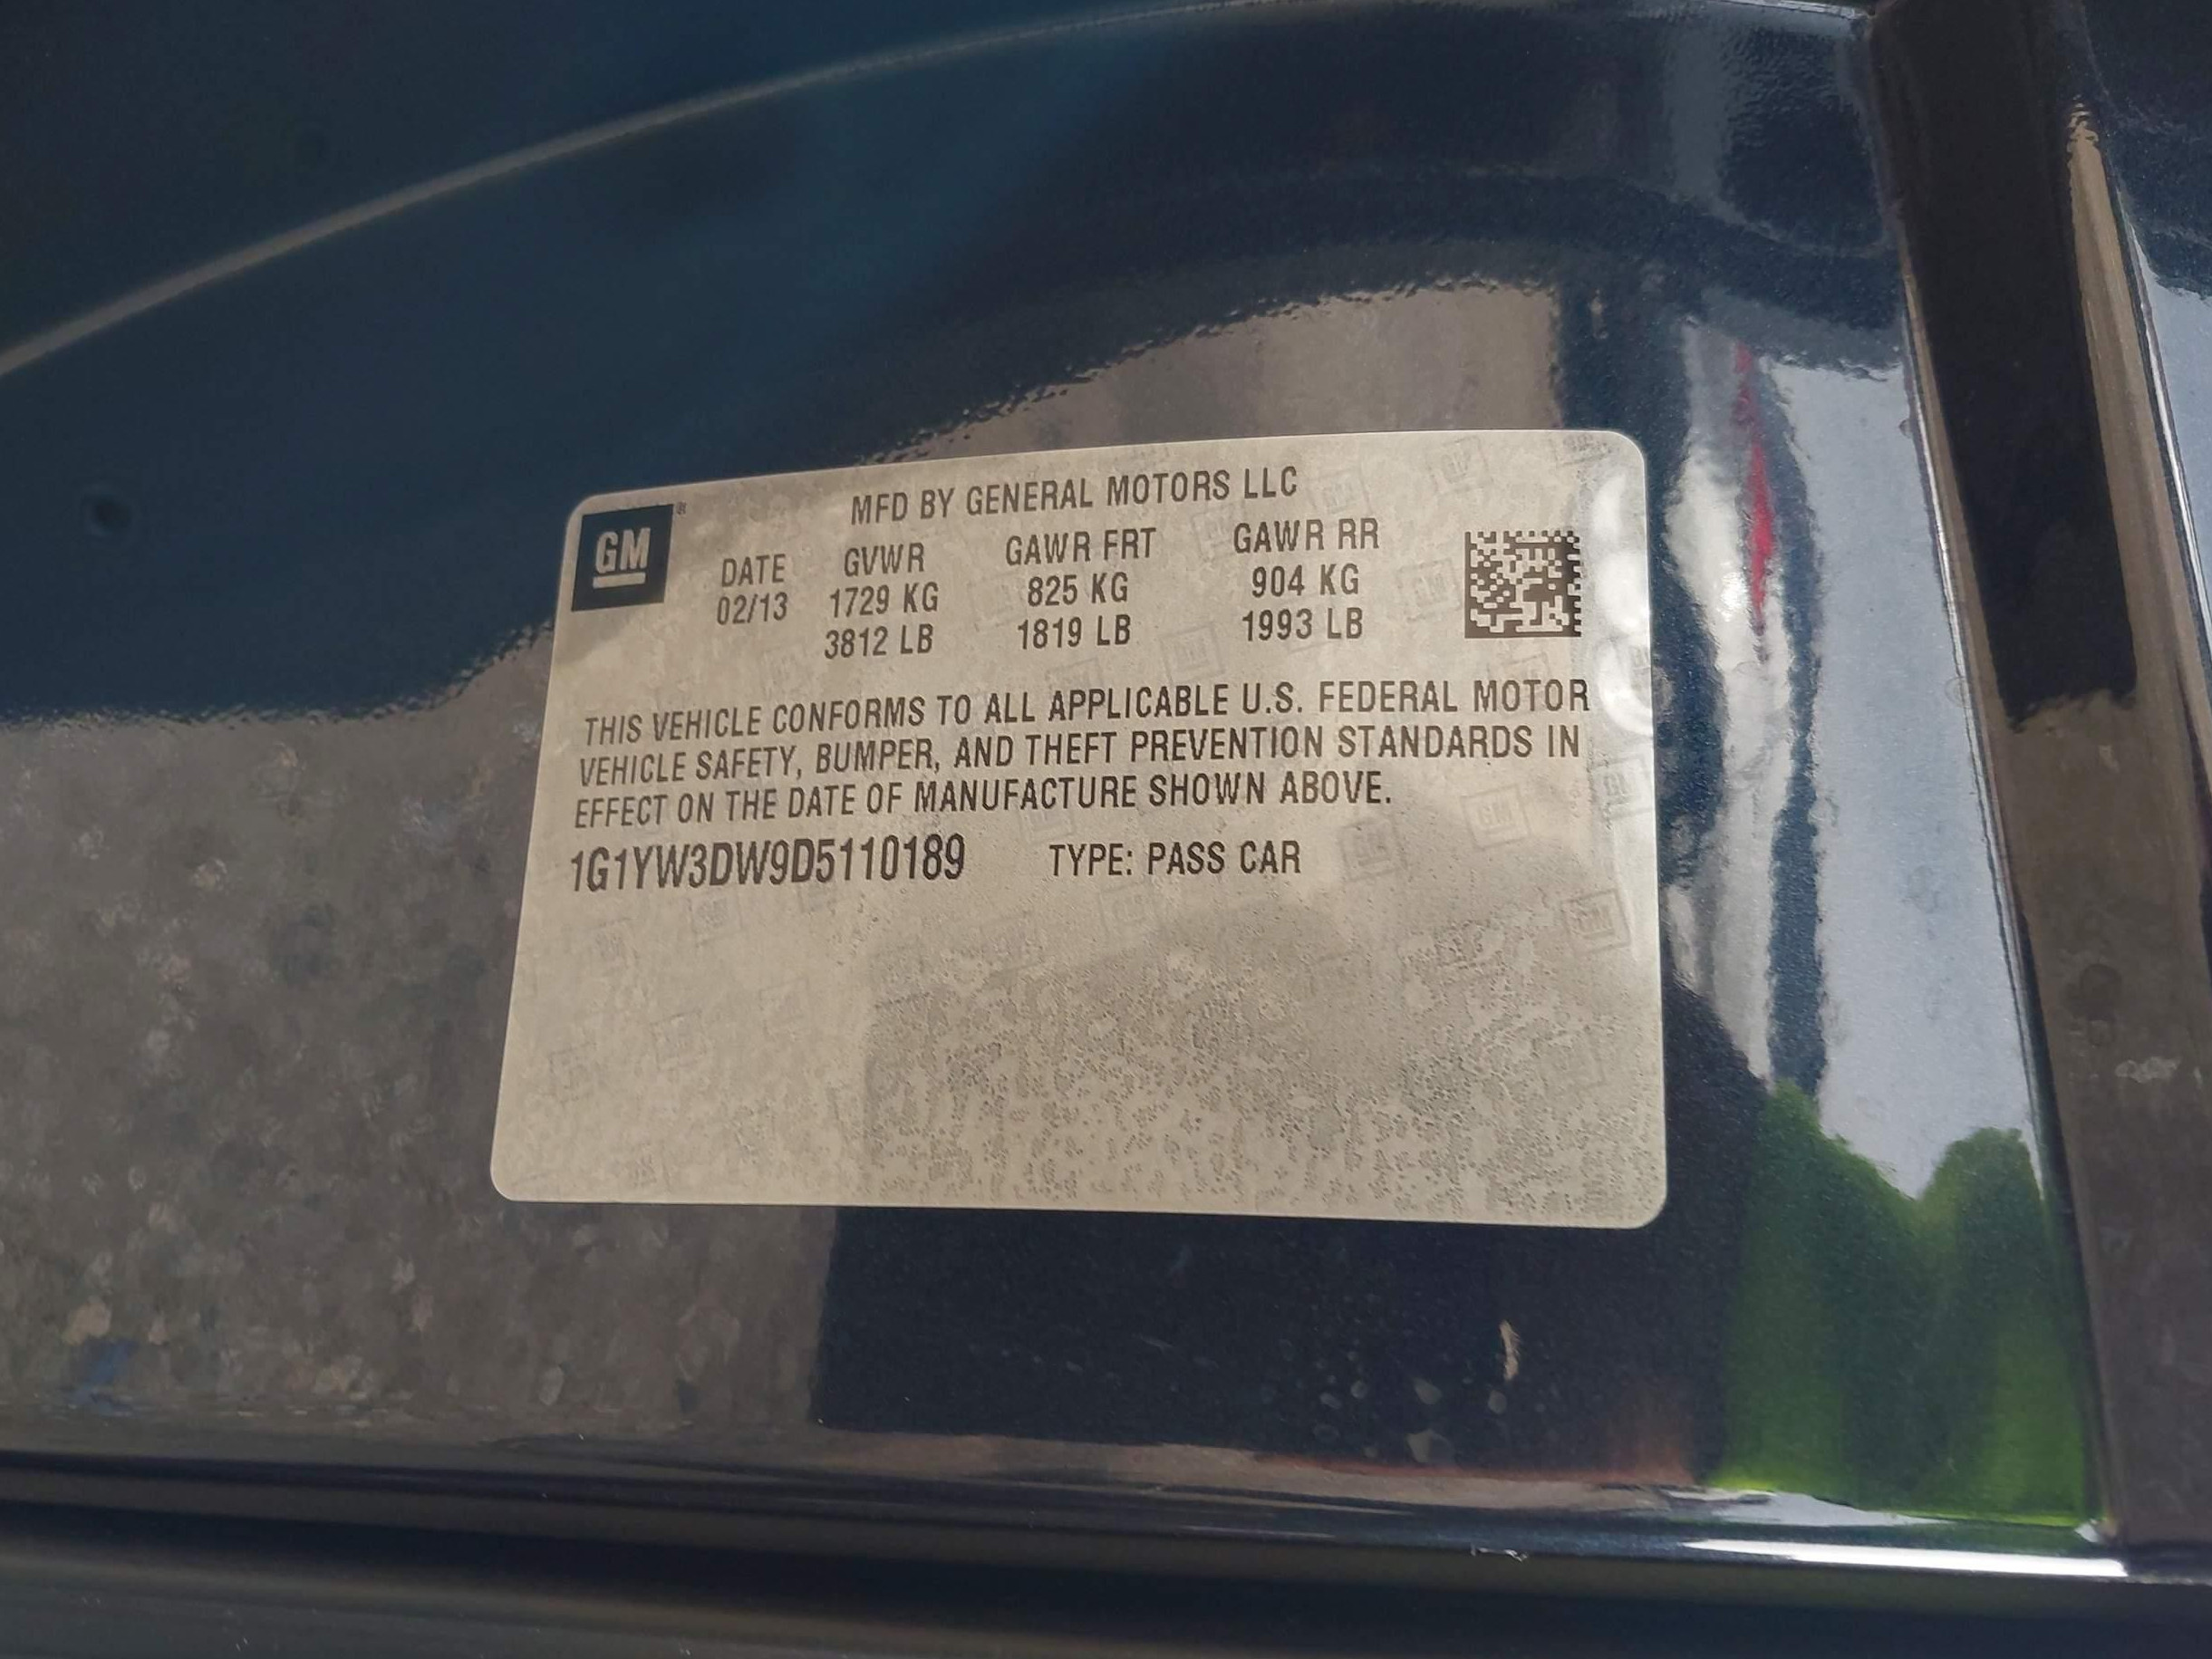 MFD BY GENERAL MOTORS LLC
GM®
DATE GVWR GAWR FRT GAWR RR
02/13 1729 KG 825 KG 904 KG
3812 LB 1819 LB 1993 LB
THIS VEHICLE CONFORMS TO ALL APPLICABLE U.S. FEDERAL MOTOR
VEHICLE SAFETY, BUMPER, AND THEFT PREVENTION STANDARDS IN
EFFECT ON THE DATE OF MANUFACTURE SHOWN ABOVE.
1G1YW3DW9D5110189 TYPE: PASS CAR